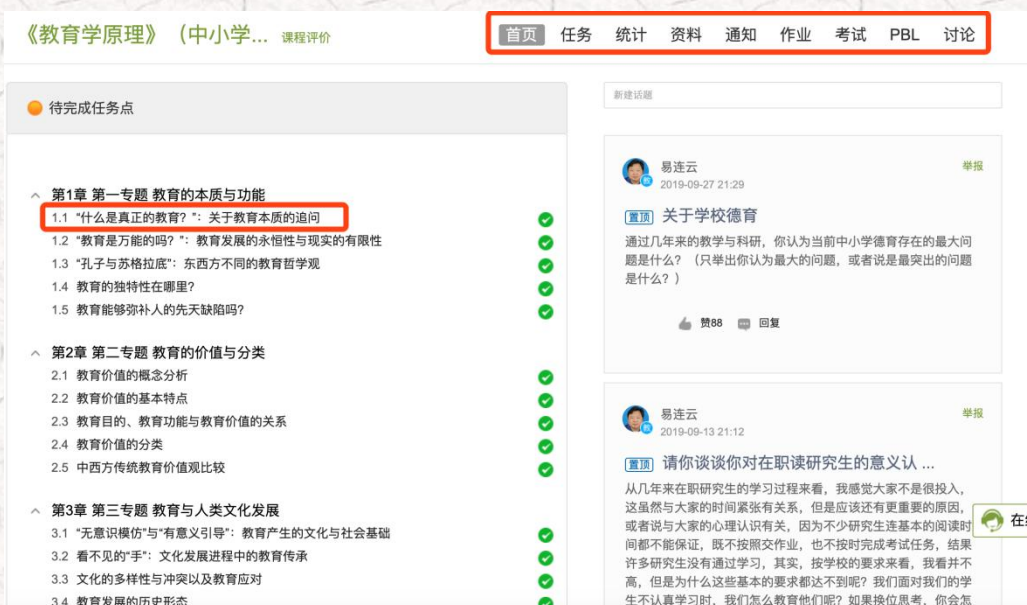 《教育学原理》（中小学... 课程评价
首页 任务 统计 资料 通知 作业 考试 PBL 讨论
待完成任务点
第1章 第一专题 教育的本质与功能
1.1 “什么是真正的教育？”：关于教育本质的追问
1.2 “教育是万能的吗？”：教育发展的永恒性与现实的有限性
1.3 “孔子与苏格拉底”：东西方不同的教育哲学观
1.4 教育的独特性在哪里？
1.5 教育能够弥补人的先天缺陷吗？
第2章 第二专题 教育的价值与分类
2.1 教育价值的概念分析
2.2 教育价值的基本特点
2.3 教育目的、教育功能与教育价值的关系
2.4 教育价值的分类
2.5 中西方传统教育价值观比较
第3章 第三专题 教育与人类文化发展
3.1 “无意识模仿”与“有意义引导”：教育产生的文化与社会基础
3.2 看不见的“手”：文化发展进程中的教育传承
3.3 文化的多样性与冲突以及教育应对
3.4 教育发展的历史形态
新建话题
易连云 举报
教
2019-09-27 21:29
置顶 关于学校德育
通过几年来的教学与科研，你认为当前中小学德育存在的最大问
题是什么？（只举出你认为最大的问题，或者说是最突出的问题
是什么？）
赞88 回复
易连云 举报
教
2019-09-13 21:12
置顶 请你谈谈你对在职读研究生的意义认 ...
从几年来在职研究生的学习过程来看，我感觉大家不是很投入，
这虽然与大家的时间紧张有关系，但是应该还有更重要的原因，
或者说与大家的心理认识有关，因为不少研究生连基本的阅读时
间都不能保证，既不按照交作业，也不按时完成考试任务，结果
许多研究生没有通过学习，其实，按学校的要求来看，我看并不
高，但是为什么这些基本的要求都达不到呢？我们面对我们的学
生不认真学习时，我们怎么教育他们呢？如果换位思考，你会怎
在线